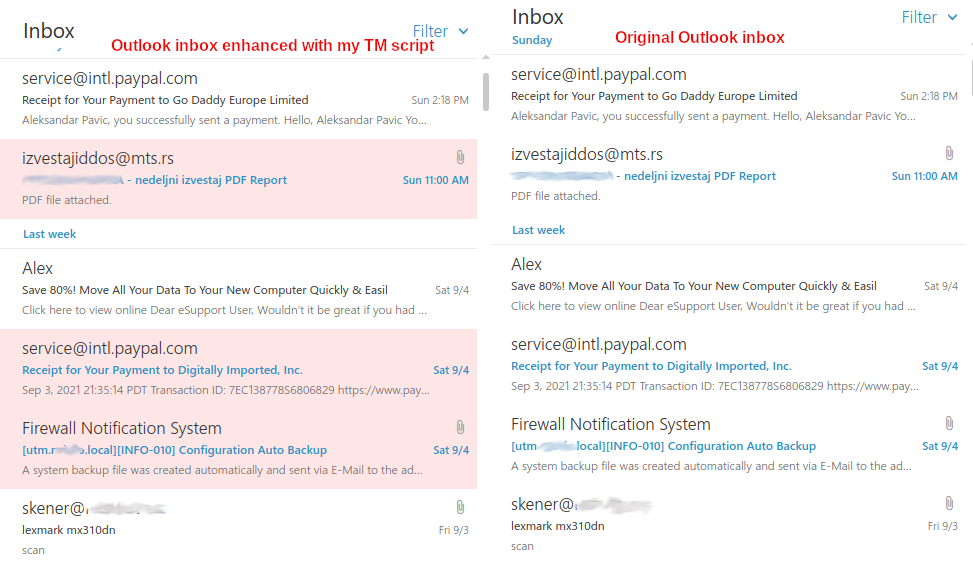 Inbox
Filter
Outlook inbox enhanced with my TM script
service@intl.paypal.com
Receipt for Your Payment to Go Daddy Europe Limited
Sun 2:18 PM
Aleksandar Pavic, you successfully sent a payment. Hello, Aleksandar Pavic Yo...
izvestajiddos@mts.rs
- nedeljni izvestaj PDF Report
Sun 11:00 AM
PDF file attached.
Last week
Alex
Save 80%! Move All Your Data To Your New Computer Quickly & Easil
Sat 9/4
Click here to view online Dear eSupport User, Wouldn't it be great if you had ...
service@intl.paypal.com
Receipt for Your Payment to Digitally Imported, Inc.
Sat 9/4
Sep 3, 2021 21:35:14 PDT Transaction ID: 7EC138778S6806829 https://www.pay...
Firewall Notification System
[utm.r .local][INFO-010] Configuration Auto Backup
Sat 9/4
A system backup file was created automatically and sent via E-Mail to the ad...
skener@
lexmark mx310dn
Fri 9/3
scan
Inbox
Filter
Sunday
Original Outlook inbox
service@intl.paypal.com
Receipt for Your Payment to Go Daddy Europe Limited
Sun 2:18 PM
Aleksandar Pavic, you successfully sent a payment. Hello, Aleksandar Pavic Yo...
izvestajiddos@mts.rs
- nedeljni izvestaj PDF Report
Sun 11:00 AM
PDF file attached.
Last week
Alex
Save 80%! Move All Your Data To Your New Computer Quickly & Easil
Sat 9/4
Click here to view online Dear eSupport User, Wouldn't it be great if you had ...
service@intl.paypal.com
Receipt for Your Payment to Digitally Imported, Inc.
Sat 9/4
Sep 3, 2021 21:35:14 PDT Transaction ID: 7EC138778S6806829 https://www.pay...
Firewall Notification System
[utm. .local][INFO-010] Configuration Auto Backup
Sat 9/4
A system backup file was created automatically and sent via E-Mail to the ad...
skener@
lexmark mx310dn
Fri 9/3
scan